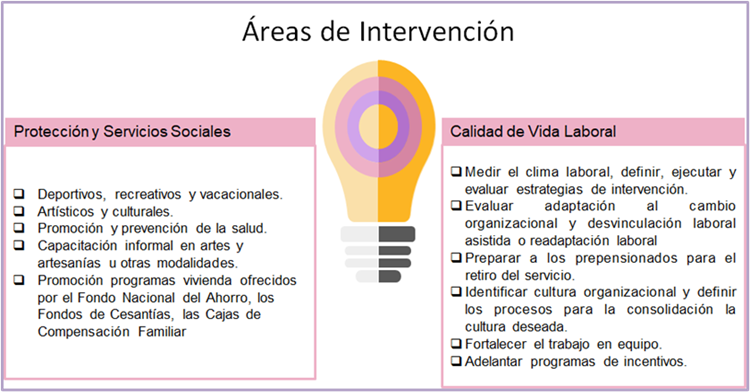 Áreas de Intervención
Protección y Servicios Sociales
Deportivos, recreativos y vacacionales.
Artísticos y culturales.
Promoción y prevención de la salud.
Capacitación informal en artes y
artesanías u otras modalidades.
Promoción programas vivienda ofrecidos
por el Fondo Nacional del Ahorro, los
Fondos de Cesantías, las Cajas de
Compensación Familiar
Calidad de Vida Laboral
Medir el clima laboral, definir, ejecutar y
evaluar estrategias de intervención.
Evaluar adaptación al cambio
organizacional y desvinculación laboral
asistida o readaptación laboral
Preparar a los prepensionados para el
retiro del servicio.
Identificar cultura organizacional y definir
los procesos para la consolidación la
cultura deseada.
Fortalecer el trabajo en equipo.
Adelantar programas de incentivos.